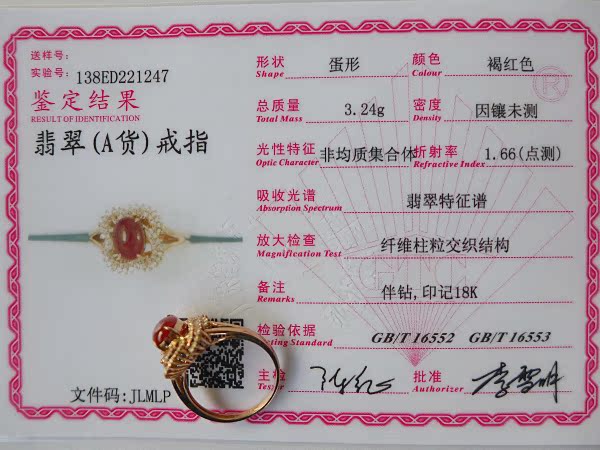 送样号:
实验号: 138ED221247
鉴定结果
RESULT OF IDENTIFICATION
翡翠(A货)戒指
文件码: JLMLP
形状 蛋形 颜色 褐红色
Shape Colour
总质量 3.24g 密度 因镶未测
Total Mass Density
光性特征 非均质集合体 折射率 1.66(点测)
Optic Character Refractive Index
吸收光谱 翡翠特征谱
Absorption Spectrum
放大检查 纤维柱粒交织结构
Magnification Test
备注 伴钻,印记18K
Remarks
检验依据 GB/T 16552 GB/T 16553
Testing Standard
主检 批准
Tester Authorizer